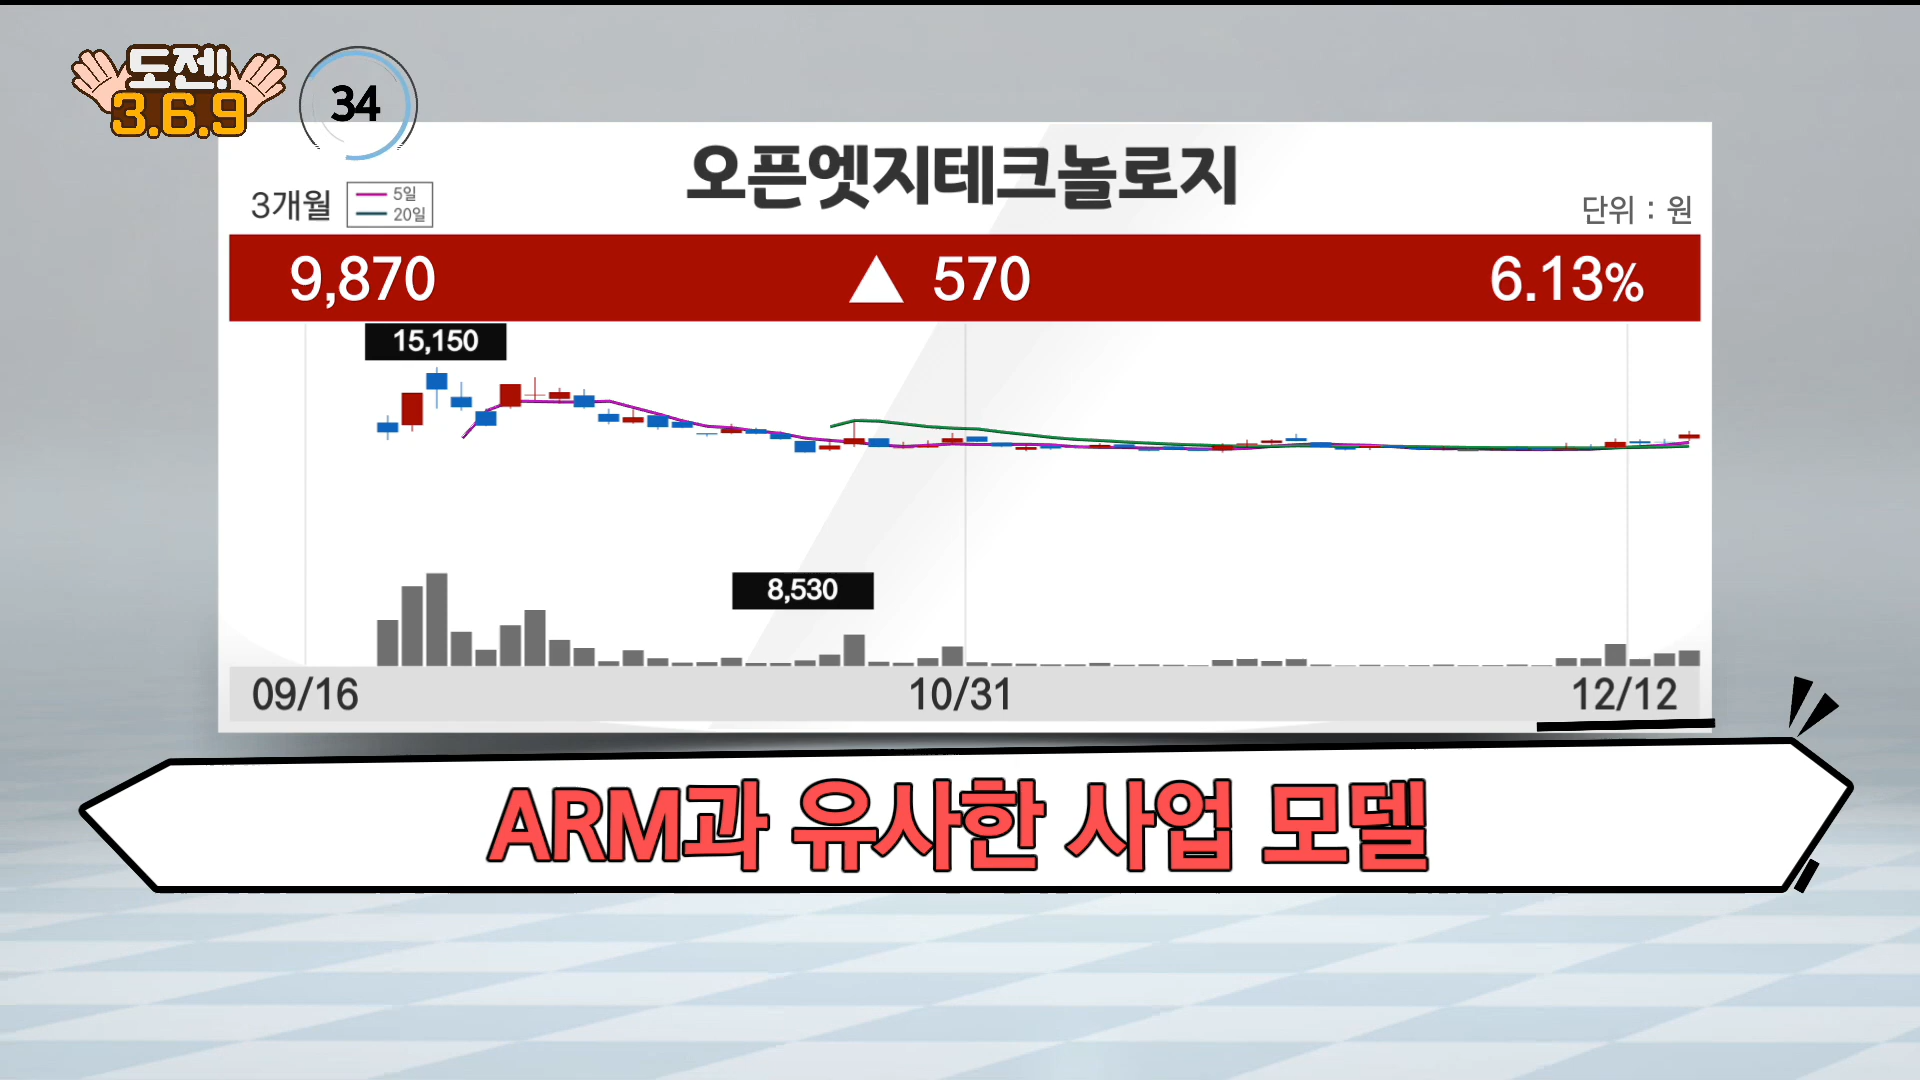 도젠!
3.6.9
34
오픈엣지테크놀로지
3개월
5일
20일
단위 : 원
9,870 ▲ 570 6.13%
15,150
8,530
09/16 10/31 12/12
ARM과 유사한 사업 모델